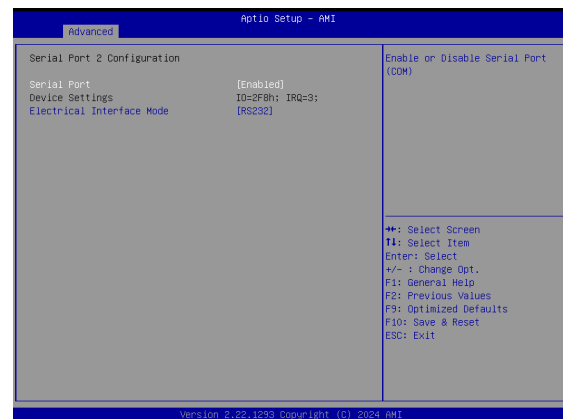 Aptio Setup – AMI
Advanced
Serial Port 2 Configuration
Serial Port [Enabled]
Device Settings IO=2F8h; IRQ=3;
Electrical Interface Mode [RS232]
Enable or Disable Serial Port
(COM)
→←: Select Screen
↑↓: Select Item
Enter: Select
+/- : Change Opt.
F1: General Help
F2: Previous Values
F9: Optimized Defaults
F10: Save & Reset
ESC: Exit
Version 2.22.1293 Copyright (C) 2024 AMI